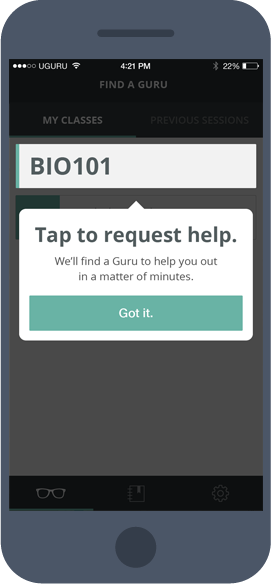 UGURU 4:21 PM 22%
FIND A GURU
MY CLASSES PREVIOUS SESSIONS
BIO101
Tap to request help.
We'll find a Guru to help you out
in a matter of minutes.
Got it.